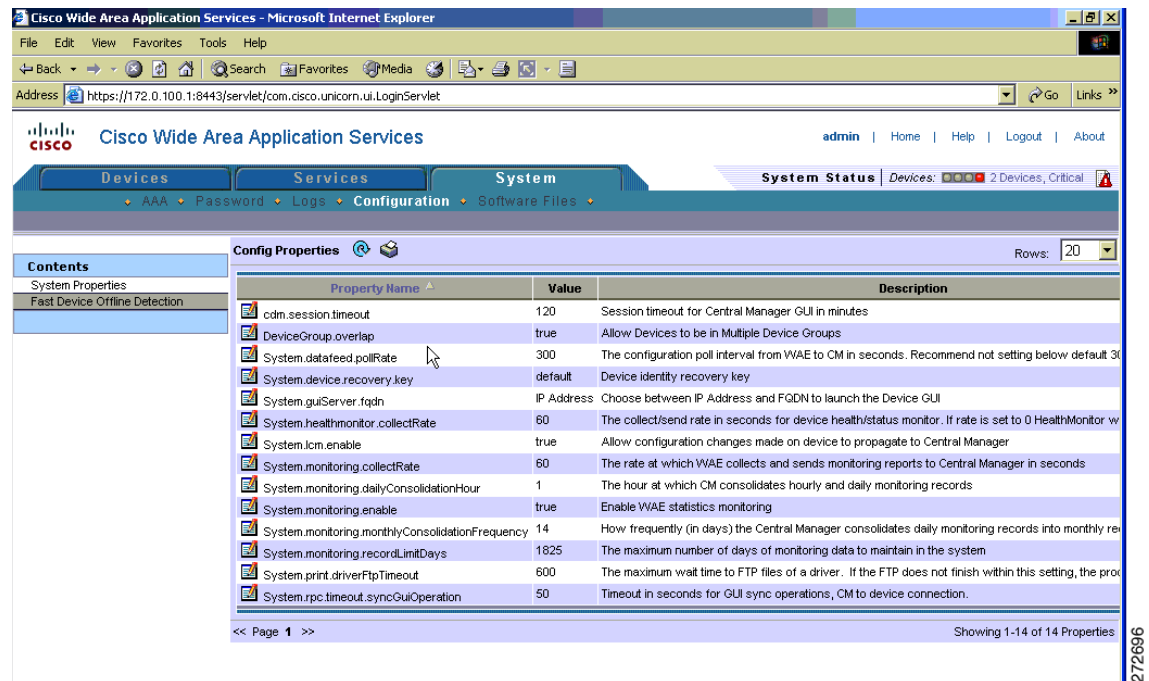 Cisco Wide Area Application Services - Microsoft Internet Explorer
File Edit View Favorites Tools Help
Back Search Favorites Media
Address https://172.0.100.1:8443/servlet/com.cisco.unicorn.ui.LoginServlet Go Links »
CISCO Cisco Wide Area Application Services admin | Home | Help | Logout | About
Devices Services System System Status Devices: 2 Devices, Critical
AAA Password Logs Configuration Software Files
Config Properties Rows: 20
Contents
System Properties
Fast Device Offline Detection
Property Name Value Description
cdm.session.timeout 120 Session timeout for Central Manager GUI in minutes
DeviceGroup.overlap true Allow Devices to be in Multiple Device Groups
System.datafeed.pollRate 300 The configuration poll interval from WAE to CM in seconds. Recommend not setting below default 30
System.device.recovery.key default Device identity recovery key
System.guiServer.fqdn IP Address Choose between IP Address and FQDN to launch the Device GUI
System.healthmonitor.collectRate 60 The collect/send rate in seconds for device health/status monitor. If rate is set to 0 HealthMonitor w
System.lcm.enable true Allow configuration changes made on device to propagate to Central Manager
System.monitoring.collectRate 60 The rate at which WAE collects and sends monitoring reports to Central Manager in seconds
System.monitoring.dailyConsolidationHour 1 The hour at which CM consolidates hourly and daily monitoring records
System.monitoring.enable true Enable WAE statistics monitoring
System.monitoring.monthlyConsolidationFrequency 14 How frequently (in days) the Central Manager consolidates daily monitoring records into monthly re
System.monitoring.recordLimitDays 1825 The maximum number of days of monitoring data to maintain in the system
System.print.driverFtpTimeout 600 The maximum wait time to FTP files of a driver. If the FTP does not finish within this setting, the pro
System.rpc.timeout.syncGuiOperation 50 Timeout in seconds for GUI sync operations, CM to device connection.
<< Page 1 >> Showing 1-14 of 14 Properties
272696